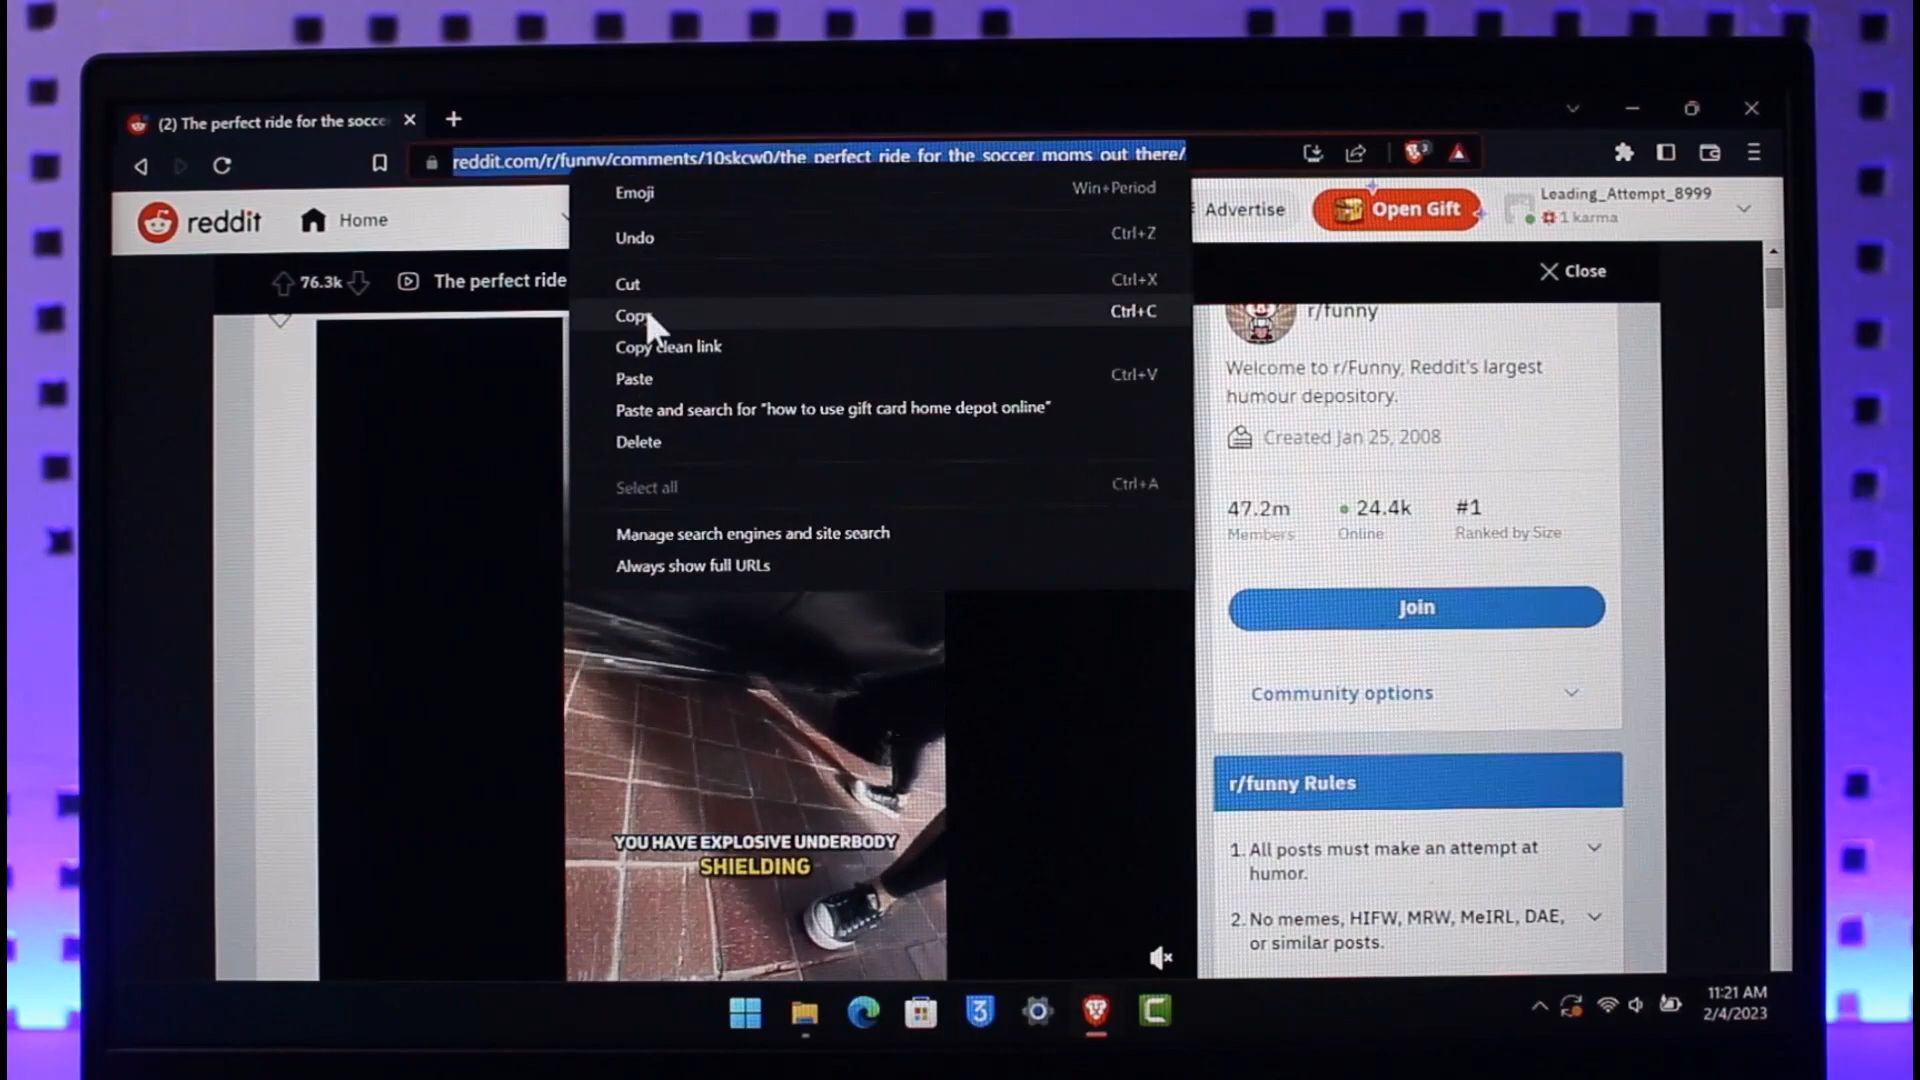 (2) The perfect ride for the socce
reddit.com/r/funny/comments/10skcw0/the_perfect_ride_for_the_soccer_moms_out_there/
3
reddit
Home
Advertise
Open Gift
Leading_Attempt_8999
1 karma
76.3k
The perfect ride
Close
Emoji Win+Period
Undo Ctrl+Z
Cut Ctrl+X
Copy Ctrl+C
Copy clean link
Paste Ctrl+V
Paste and search for "how to use gift card home depot online"
Delete
Select all Ctrl+A
Manage search engines and site search
Always show full URLs
r/funny
Welcome to r/Funny, Reddit's largest
humour depository.
Created Jan 25, 2008
47.2m 24.4k #1
Members Online Ranked by Size
Join
Community options
r/funny Rules
1. All posts must make an attempt at
humor.
2. No memes, HIFW, MRW, MeIRL, DAE,
or similar posts.
YOU HAVE EXPLOSIVE UNDERBODY
SHIELDING
3
11:21 AM
2/4/2023